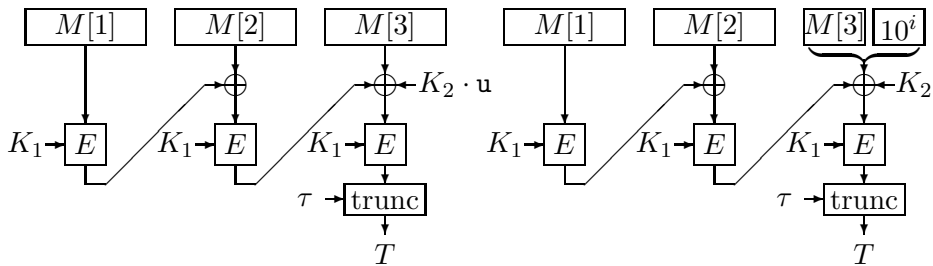 M[1] M[2] M[3] M[1] M[2] M[3] 10^i
K_2 · u K_2
K_1 E K_1 E K_1 E K_1 E K_1 E K_1 E
τ trunc τ trunc
T T